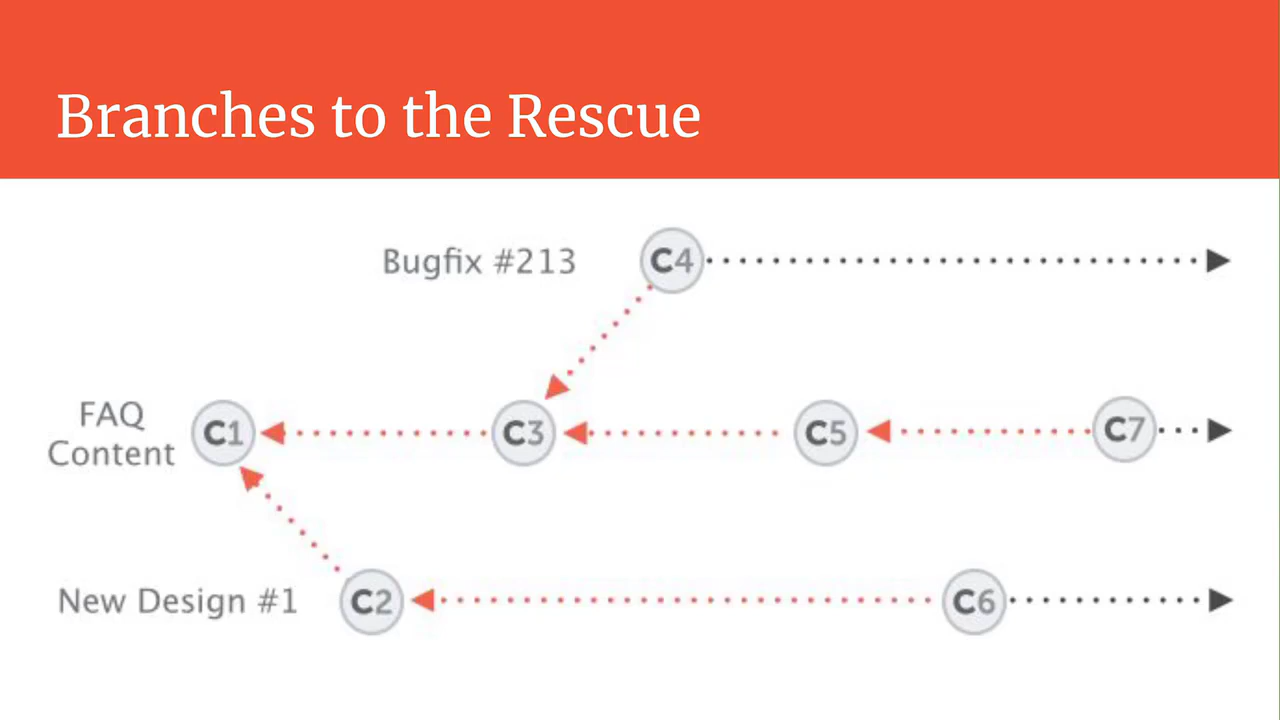 Branches to the Rescue
Bugfix #213
C4
FAQ
Content
C1
C3
C5
C7
New Design #1
C2
C6